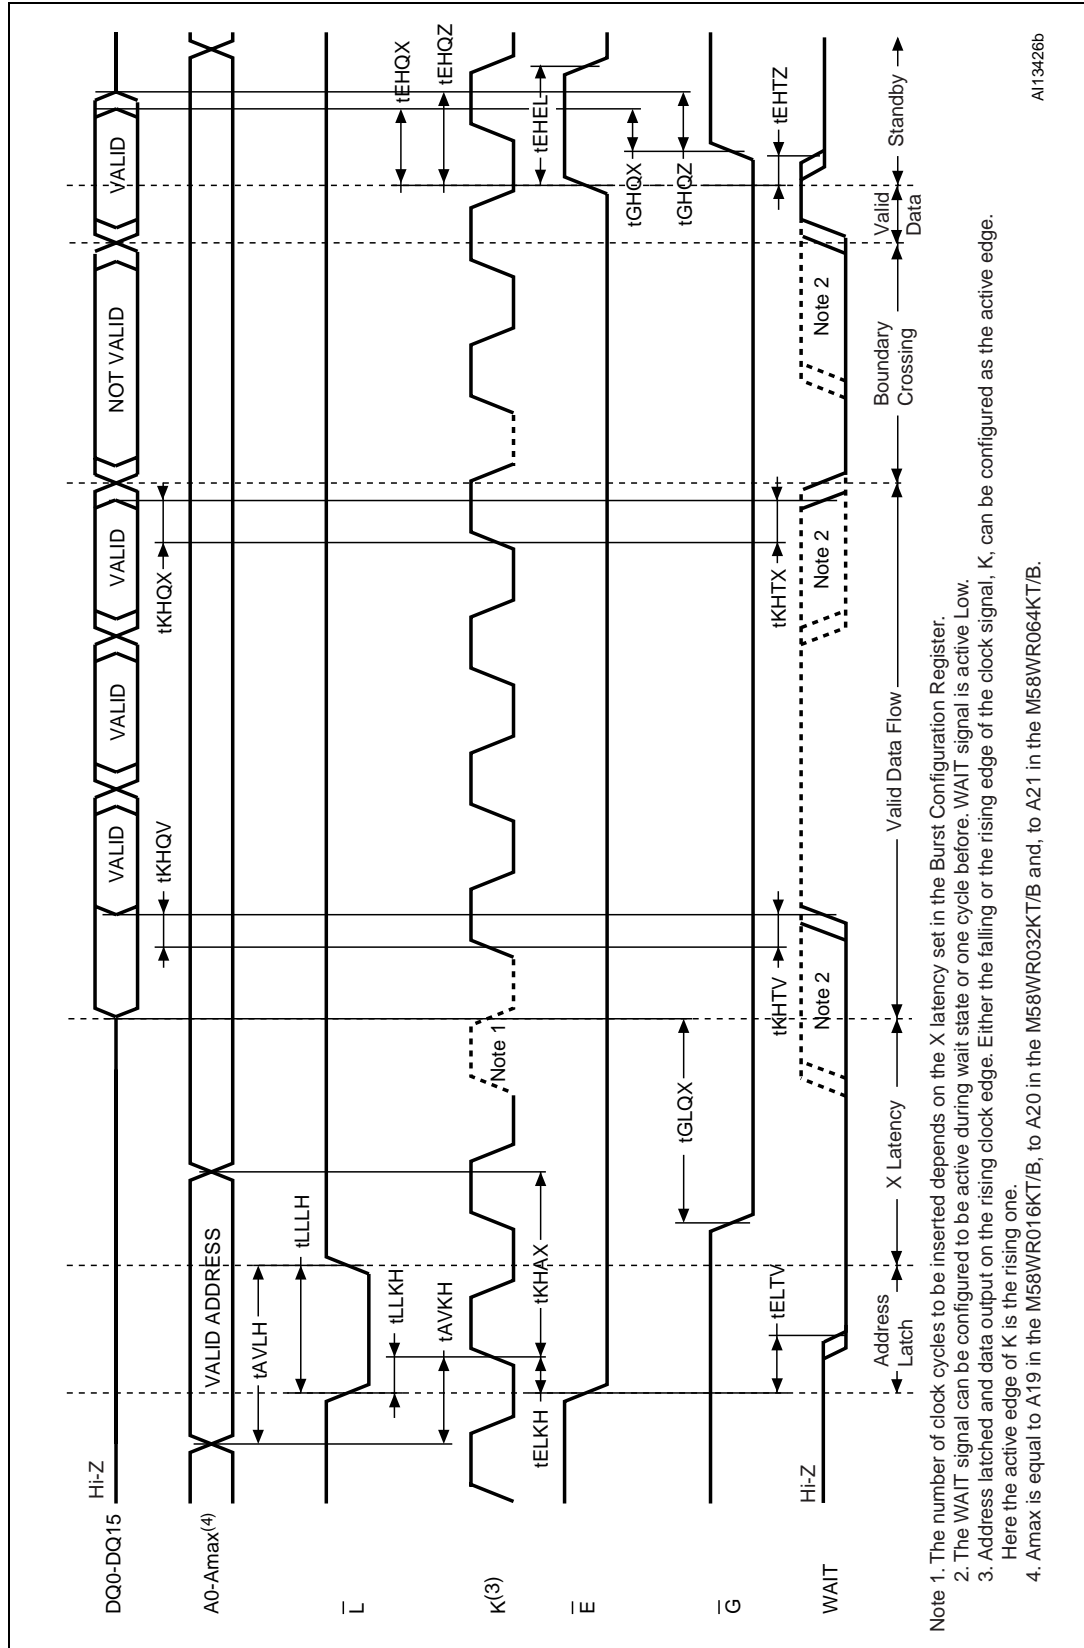 Hi-Z
DQ0-DQ15
VALID
VALID
VALID
NOT VALID
VALID
tKHQV
tKHQX
A0-Amax(4)
VALID ADDRESS
tAVLH
L
tLLLH
tLLKH
tEHQX
tAVKH
tEHQZ
K(3)
Note 1
tELKH
tKHAX
tEHEL
E
tGHQX
tGLQX
tGHQZ
G
tELTV
tKHTV
tKHTX
tEHTZ
Hi-Z
WAIT
Note 2
Note 2
Note 2
Address
Latch
X Latency
Valid Data Flow
Boundary
Crossing
Valid
Data
Standby
Note 1. The number of clock cycles to be inserted depends on the X latency set in the Burst Configuration Register.
2. The WAIT signal can be configured to be active during wait state or one cycle before. WAIT signal is active Low.
3. Address latched and data output on the rising clock edge. Either the falling or the rising edge of the clock signal, K, can be configured as the active edge.
Here the active edge of K is the rising one.
4. Amax is equal to A19 in the M58WR016KT/B, to A20 in the M58WR032KT/B and, to A21 in the M58WR064KT/B.
AI13426b